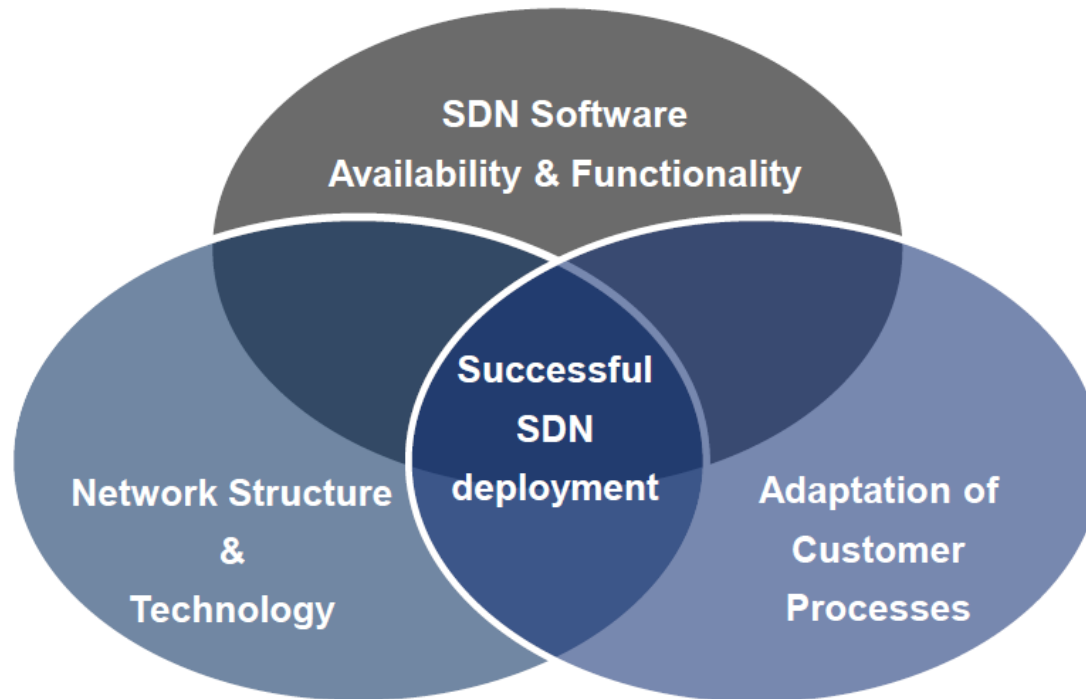 SDN Software
Availability & Functionality
Successful
SDN
deployment
Network Structure
&
Technology
Adaptation of
Customer
Processes